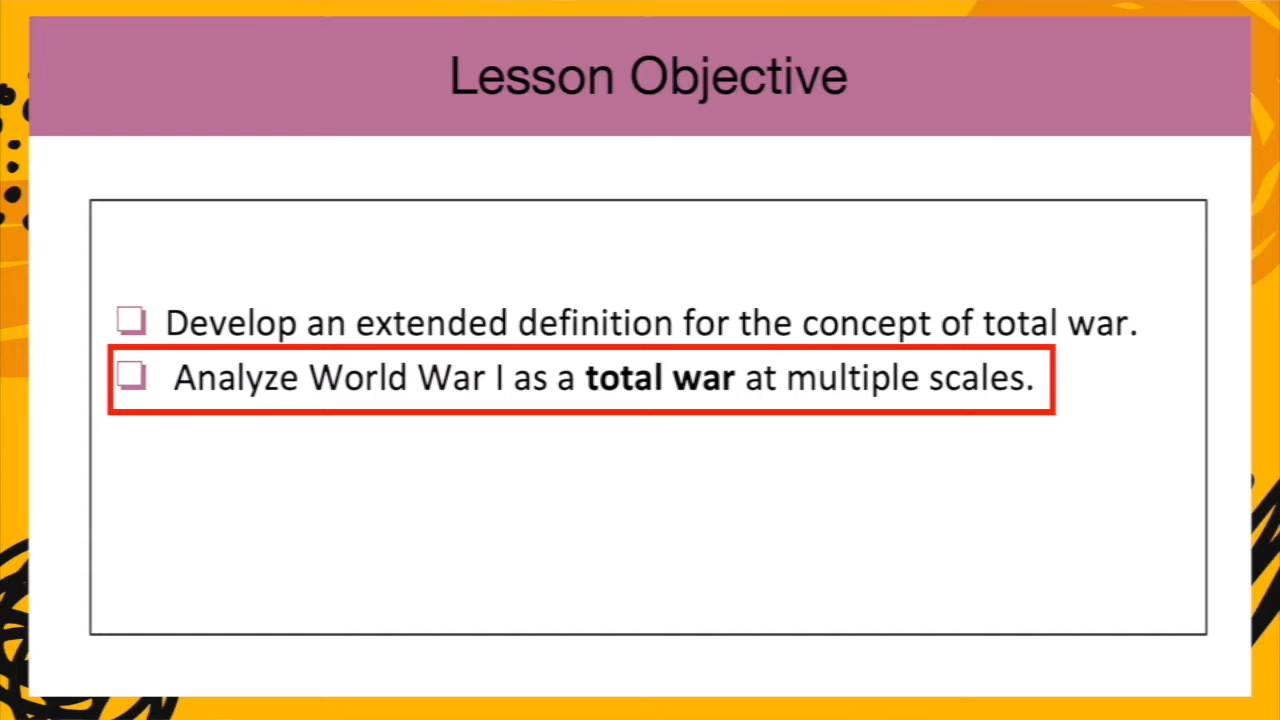 Lesson Objective
Develop an extended definition for the concept of total war.
Analyze World War I as a total war at multiple scales.